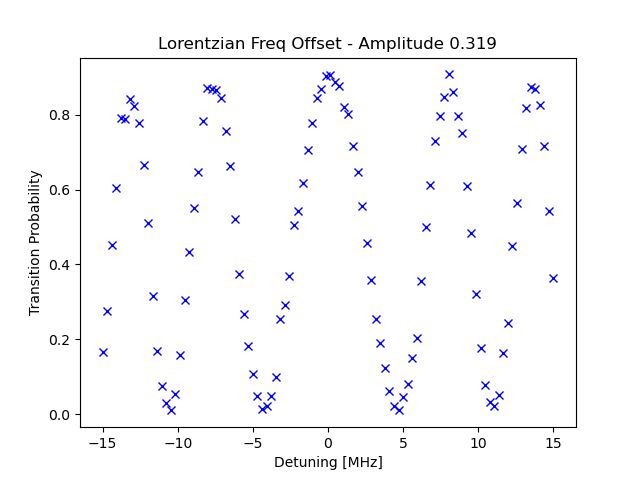 Lorentzian Freq Offset - Amplitude 0.319
Transition Probability
0.8
0.6
0.4
0.2
0.0
−15 −10 −5 0 5 10 15
Detuning [MHz]